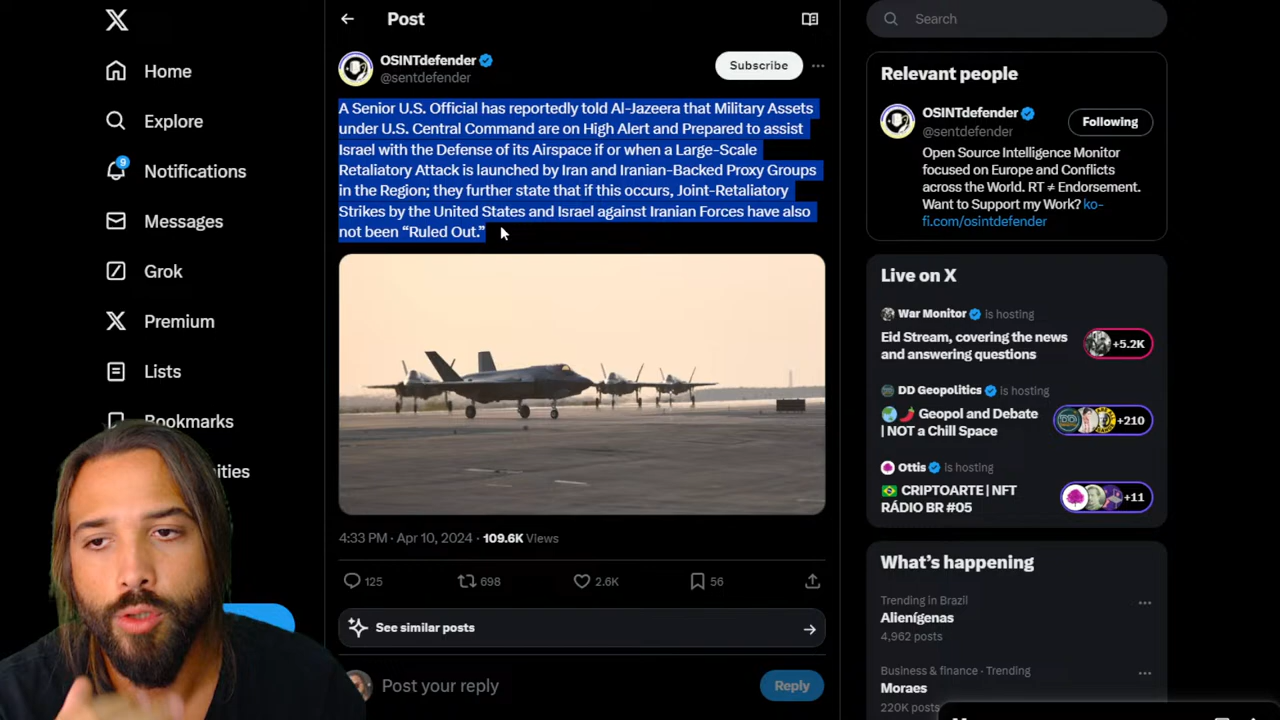 Home
Explore
9
Notifications
Messages
Grok
Premium
Lists
Bookmarks
Post
OSINTdefender
@sentdefender
Subscribe
A Senior U.S. Official has reportedly told Al-Jazeera that Military Assets
under U.S. Central Command are on High Alert and Prepared to assist
Israel with the Defense of its Airspace if or when a Large-Scale
Retaliatory Attack is launched by Iran and Iranian-Backed Proxy Groups
in the Region; they further state that if this occurs, Joint-Retaliatory
Strikes by the United States and Israel against Iranian Forces have also
not been “Ruled Out.”
4:33 PM · Apr 10, 2024 · 109.6K Views
125
698
2.6K
56
See similar posts
Post your reply
Reply
Search
Relevant people
OSINTdefender
@sentdefender
Following
Open Source Intelligence Monitor
focused on Europe and Conflicts
across the World. RT ≠ Endorsement.
Want to Support my Work? ko-
fi.com/osintdefender
Live on X
War Monitor is hosting
Eid Stream, covering the news
and answering questions
+5.2K
DD Geopolitics is hosting
Geopol and Debate
| NOT a Chill Space
+210
Ottis is hosting
CRIPTOARTE | NFT
RÁDIO BR #05
+11
What’s happening
Trending in Brazil
Alienígenas
4,962 posts
Business & finance · Trending
Moraes
220K posts